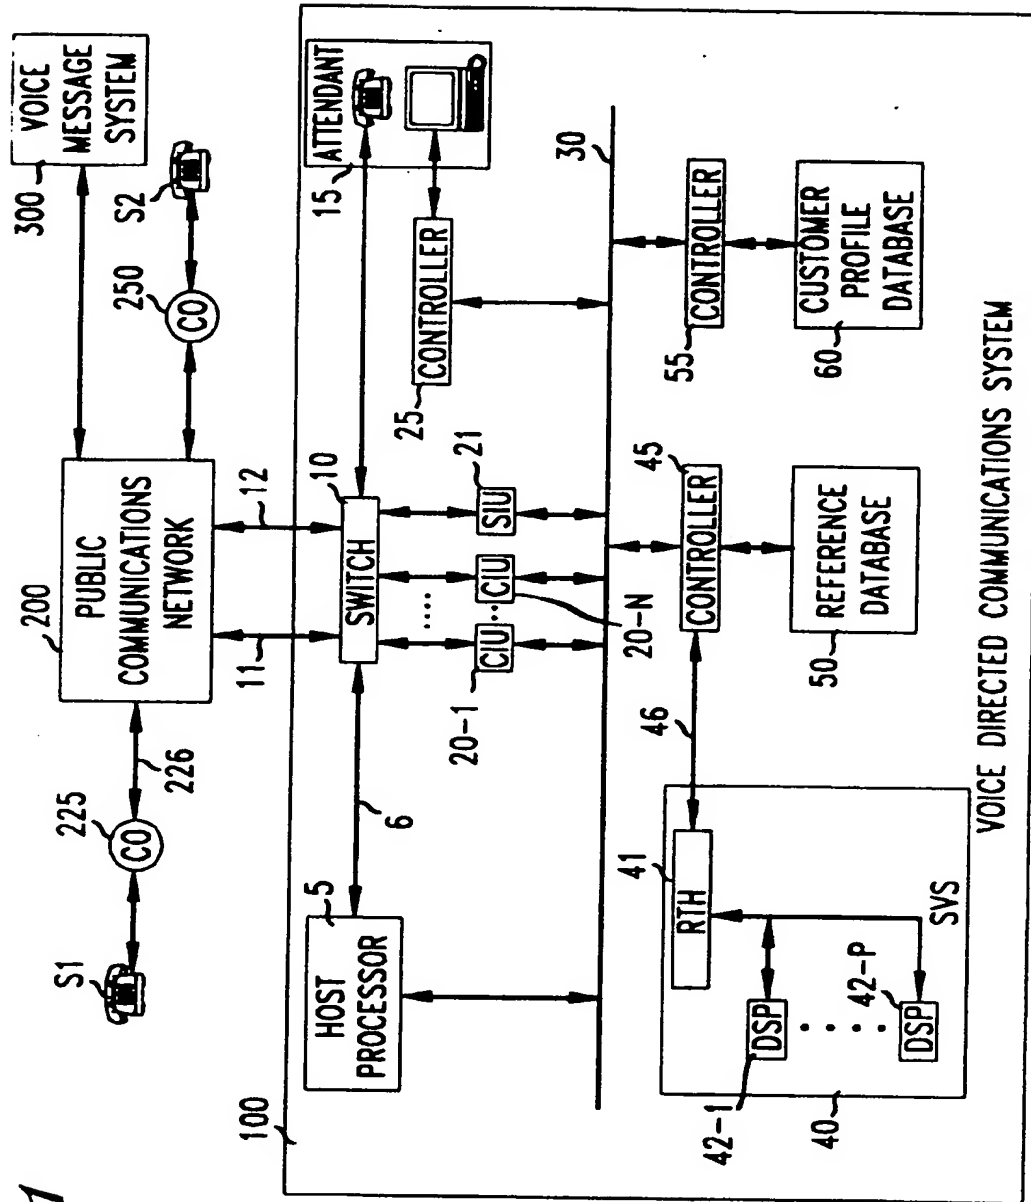 200
PUBLIC
COMMUNICATIONS
NETWORK
300
VOICE
MESSAGE
SYSTEM
S1
225
CO
226
250
CO
S2
11
12
100
5
HOST
PROCESSOR
6
10
SWITCH
15
ATTENDANT
25
CONTROLLER
20-1
CIU
CIU
20-N
21
SIU
30
41
RTH
46
45
CONTROLLER
55
CONTROLLER
50
REFERENCE
DATABASE
60
CUSTOMER
PROFILE
DATABASE
42-1
DSP
42-P
DSP
SVS
40
VOICE DIRECTED COMMUNICATIONS SYSTEM
1